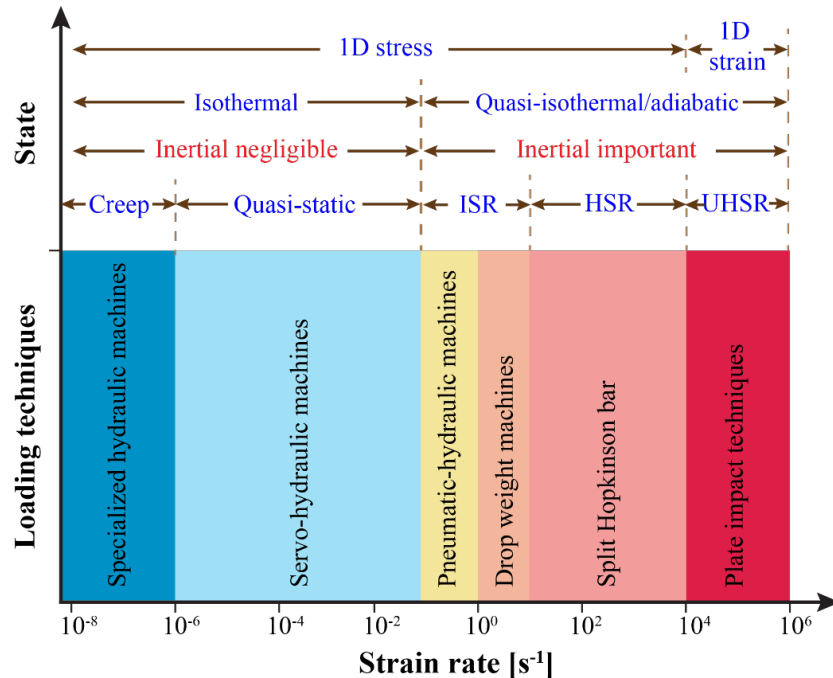 1D stress
1D
strain
Isothermal
Quasi-isothermal/adiabatic
Inertial negligible
Inertial important
Creep
Quasi-static
ISR
HSR
UHSR
State
Loading techniques
Specialized hydraulic machines
Servo-hydraulic machines
Pneumatic-hydraulic machines
Drop weight machines
Split Hopkinson bar
Plate impact techniques
10⁻⁸ 10⁻⁶ 10⁻⁴ 10⁻² 10⁰ 10² 10⁴ 10⁶
Strain rate [s⁻¹]